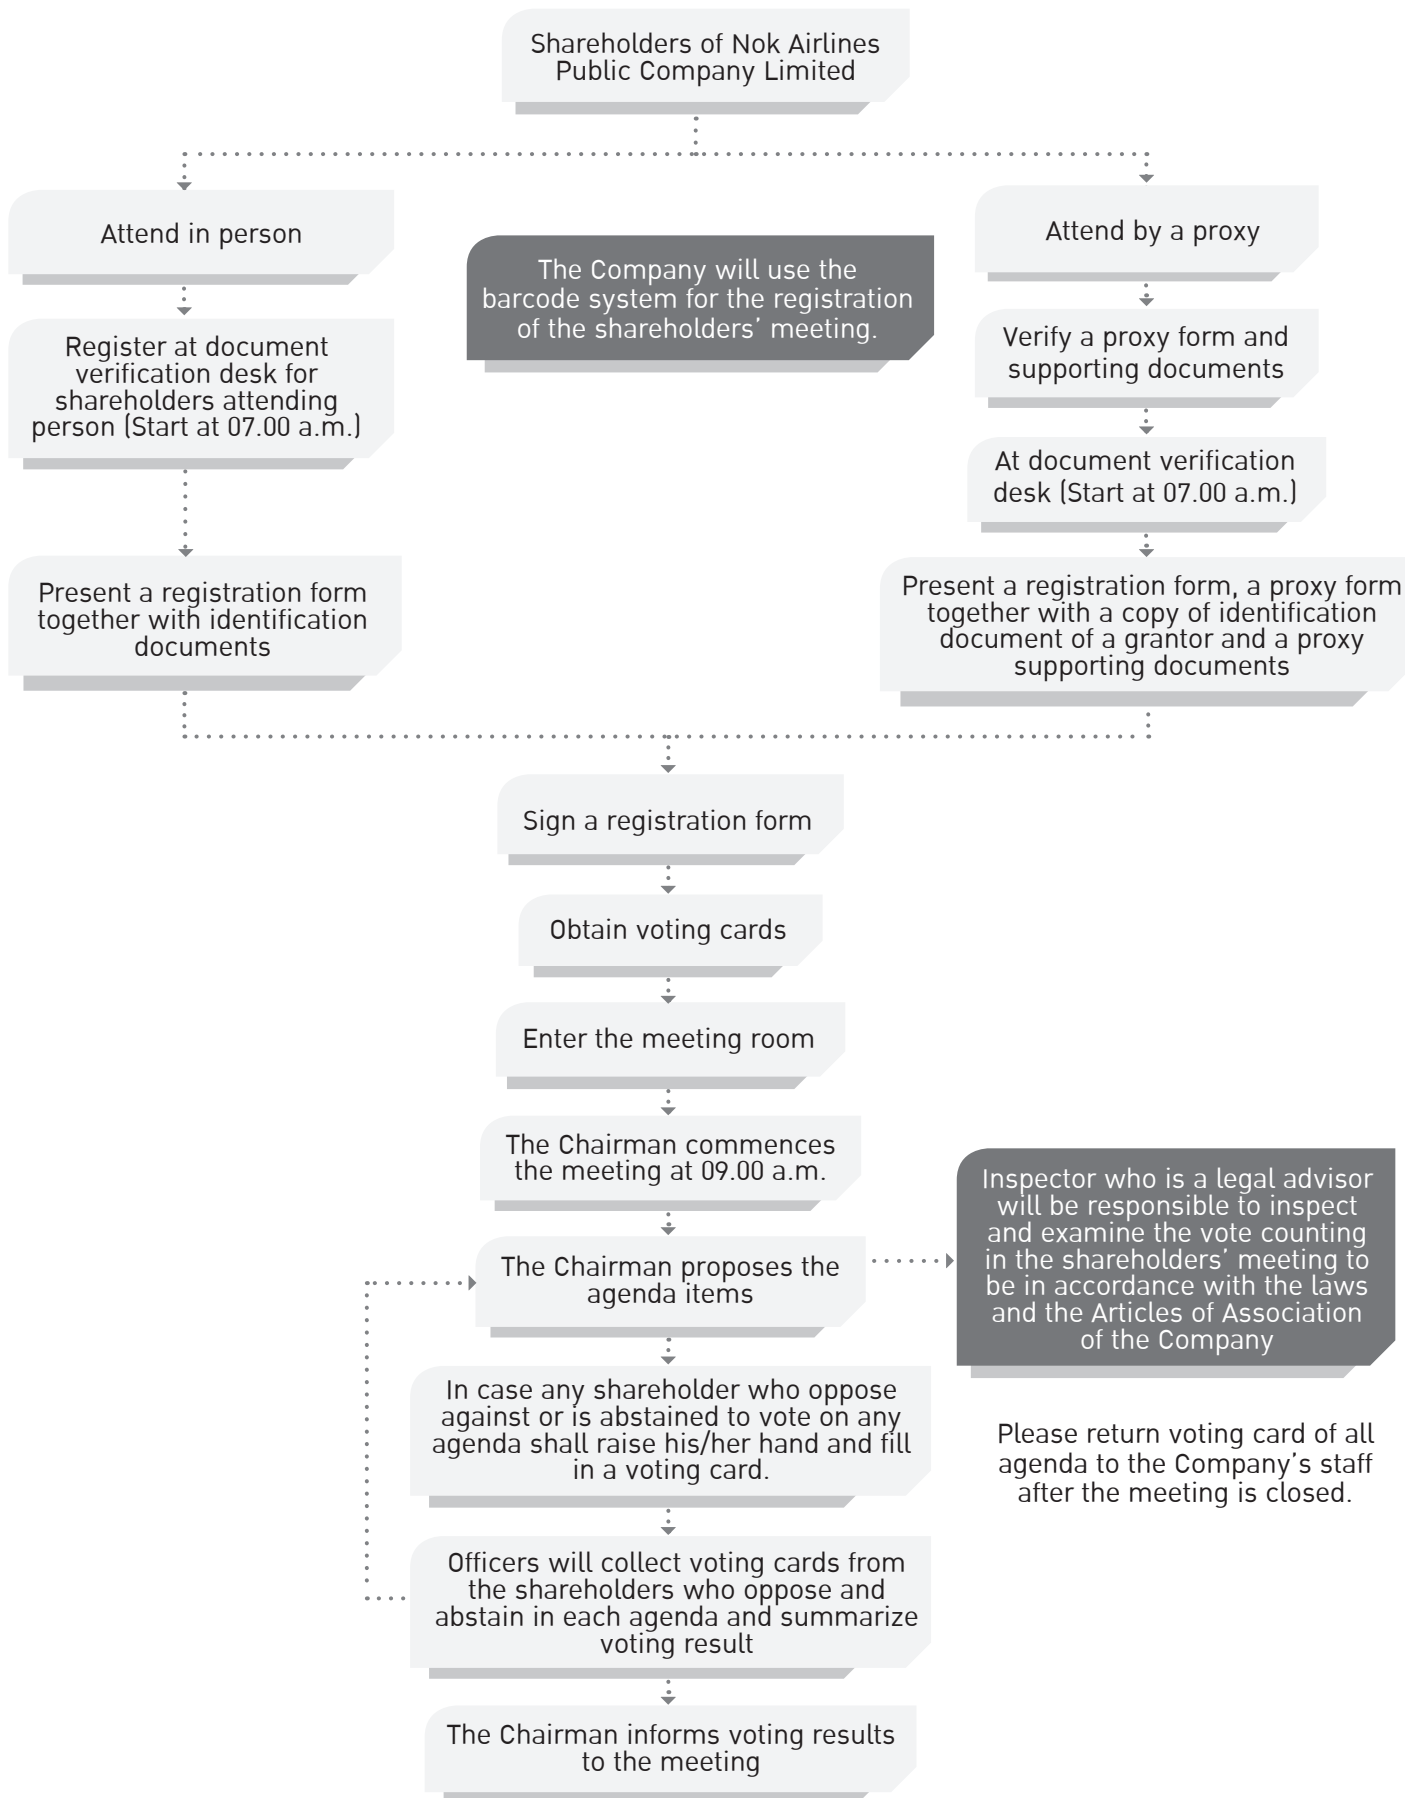 Shareholders of Nok Airlines
Public Company Limited
Attend in person
Attend by a proxy
The Company will use the
barcode system for the registration
of the shareholders’ meeting.
Register at document
verification desk for
shareholders attending
person (Start at 07.00 a.m.)
Verify a proxy form and
supporting documents
At document verification
desk (Start at 07.00 a.m.)
Present a registration form
together with identification
documents
Present a registration form, a proxy form
together with a copy of identification
document of a grantor and a proxy
supporting documents
Sign a registration form
Obtain voting cards
Enter the meeting room
The Chairman commences
the meeting at 09.00 a.m.
The Chairman proposes the
agenda items
Inspector who is a legal advisor
will be responsible to inspect
and examine the vote counting
in the shareholders’ meeting to
be in accordance with the laws
and the Articles of Association
of the Company
In case any shareholder who oppose
against or is abstained to vote on any
agenda shall raise his/her hand and fill
in a voting card.
Please return voting card of all
agenda to the Company’s staff
after the meeting is closed.
Officers will collect voting cards from
the shareholders who oppose and
abstain in each agenda and summarize
voting result
The Chairman informs voting results
to the meeting